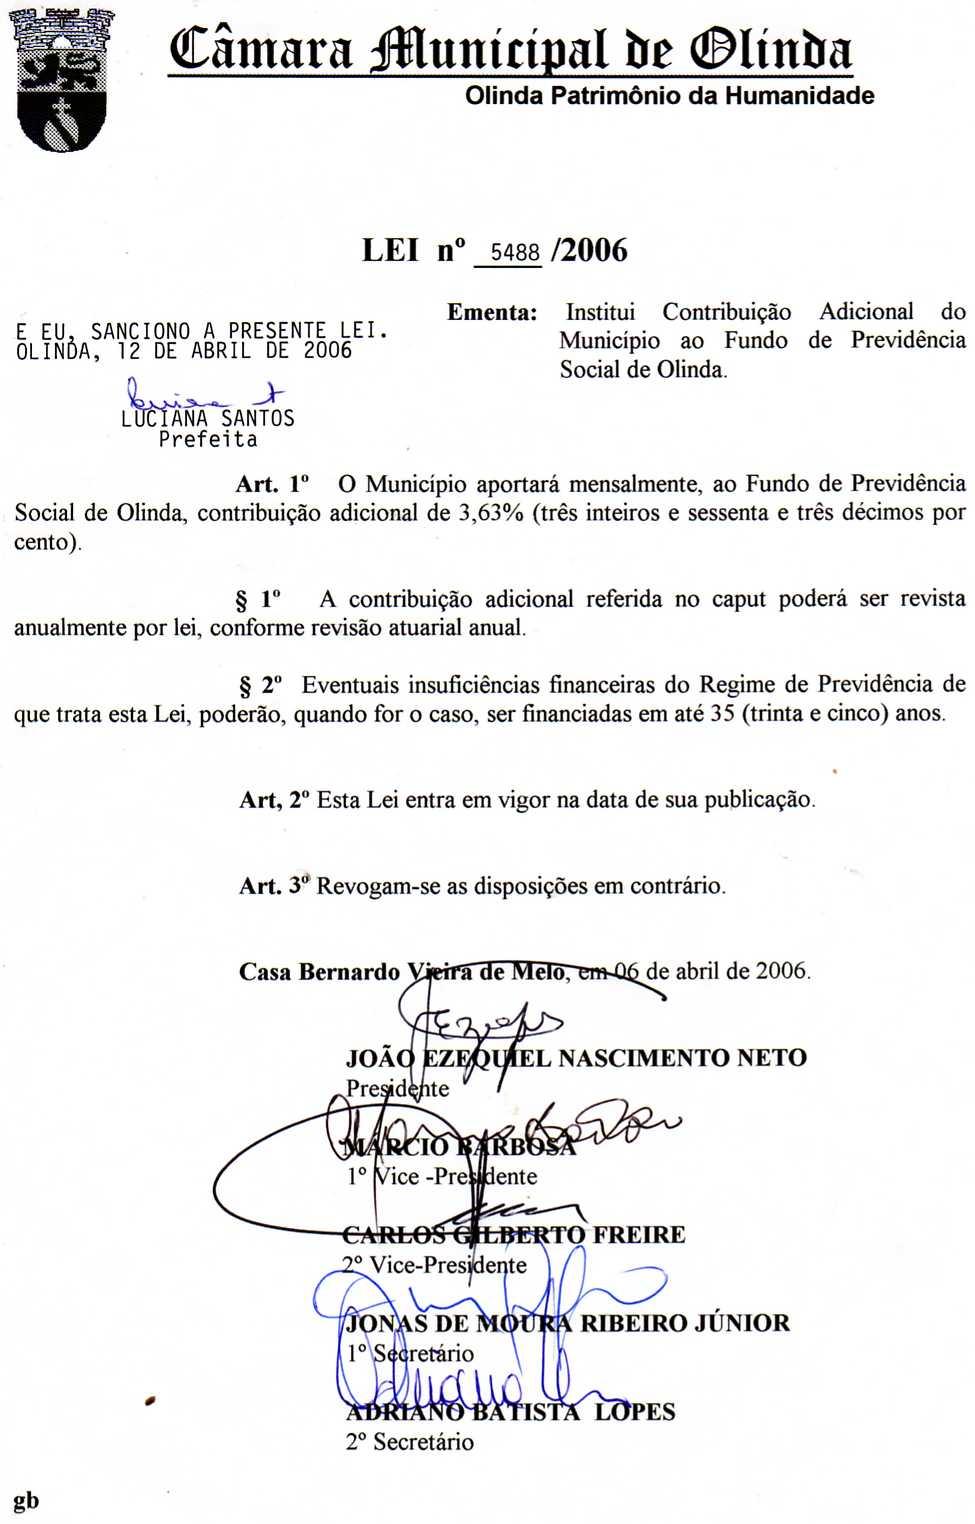 Câmara Municipal de Olinda
Olinda Patrimônio da Humanidade
LEI nº 5488 /2006
E EU, SANCIONO A PRESENTE LEI.
OLINDA, 12 DE ABRIL DE 2006
LUCIANA SANTOS
Prefeita
Ementa: Institui Contribuição Adicional do
Município ao Fundo de Previdência
Social de Olinda.
Art. 1º O Município aportará mensalmente, ao Fundo de Previdência
Social de Olinda, contribuição adicional de 3,63% (três inteiros e sessenta e três décimos por
cento).
§ 1º A contribuição adicional referida no caput poderá ser revista
anualmente por lei, conforme revisão atuarial anual.
§ 2º Eventuais insuficiências financeiras do Regime de Previdência de
que trata esta Lei, poderão, quando for o caso, ser financiadas em até 35 (trinta e cinco) anos.
Art, 2º Esta Lei entra em vigor na data de sua publicação.
Art. 3º Revogam-se as disposições em contrário.
Casa Bernardo Vieira de Melo, em 06 de abril de 2006.
JOÃO EZEQUIEL NASCIMENTO NETO
Presidente
MÁRCIO BARBOSA
1º Vice -Presidente
CARLOS GILBERTO FREIRE
2º Vice-Presidente
JONAS DE MOURA RIBEIRO JÚNIOR
1º Secretário
ADRIANO BATISTA LOPES
2º Secretário
gb